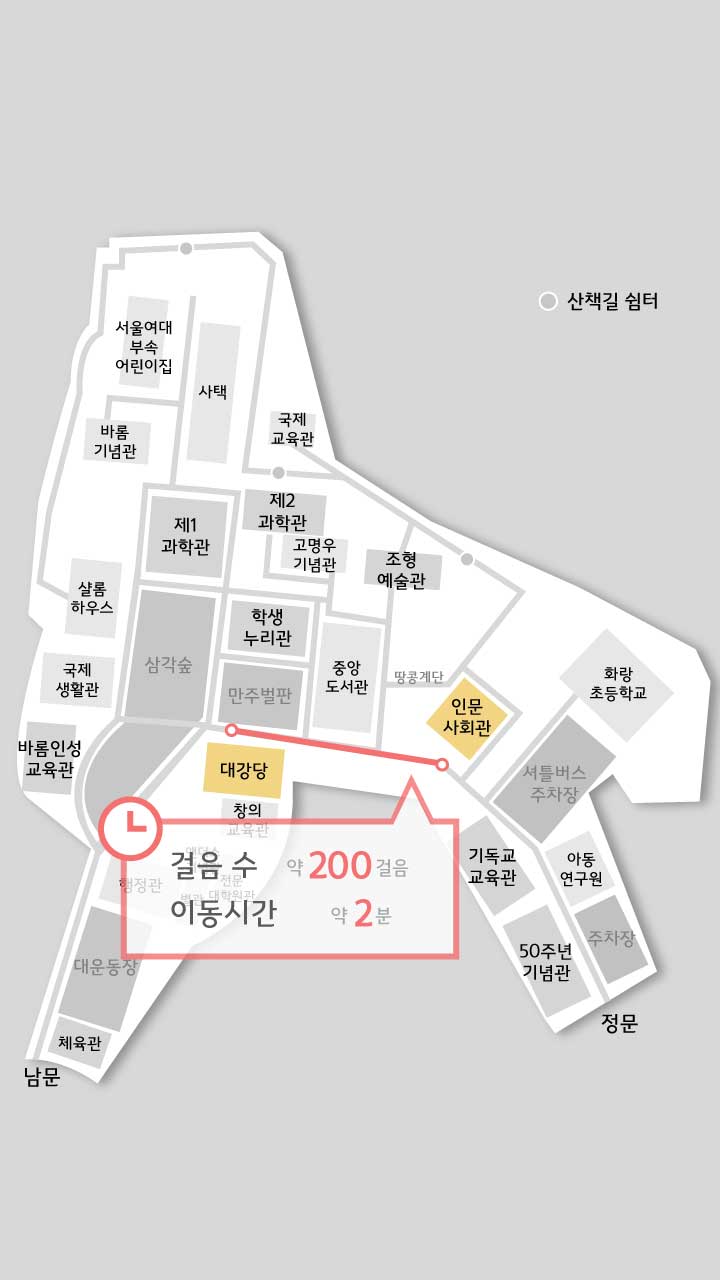 산책길 쉼터
서울여대
부속
어린이집
사택
국제
교육관
바롬
기념관
제2
과학관
제1
과학관
고명우
기념관
조형
예술관
샬롬
하우스
학생
누리관
삼각숲
중앙
도서관
땅콩계단
국제
생활관
만주벌판
화랑
초등학교
인문
사회관
바롬인성
교육관
대강당
셔틀버스
주차장
창의
교육관
기독교
교육관
아동
연구원
걸음 수 약 200 걸음
이동시간 약 2 분
행정관
전문
대학원관
별관
50주년
기념관
주차장
대운동장
체육관
정문
남문